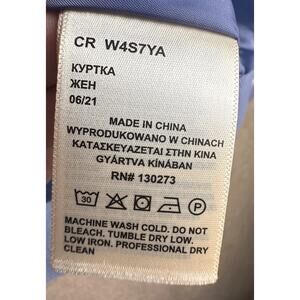 CR W4S7YA
КУРТКА
ЖЕН
06/21
MADE IN CHINA
WYPRODUKOWANO W CHINACH
ΚΑΤΑΣΚΕΥΑΖΕΤΑΙ ΣΤΗΝ ΚΙΝΑ
GYÁRTVA KÍNÁBAN
RN# 130273
30
MACHINE WASH COLD. DO NOT
BLEACH. TUMBLE DRY LOW.
LOW IRON. PROFESSIONAL DRY
CLEAN